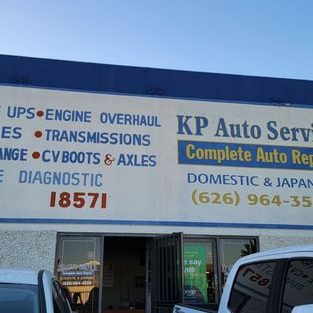 UPS • ENGINE OVERHAUL
ES • TRANSMISSIONS
ANGE • CV BOOTS & AXLES
E DIAGNOSTIC
18571
KP Auto Servi
Complete Auto Repa
DOMESTIC & JAPAN
(626) 964-35